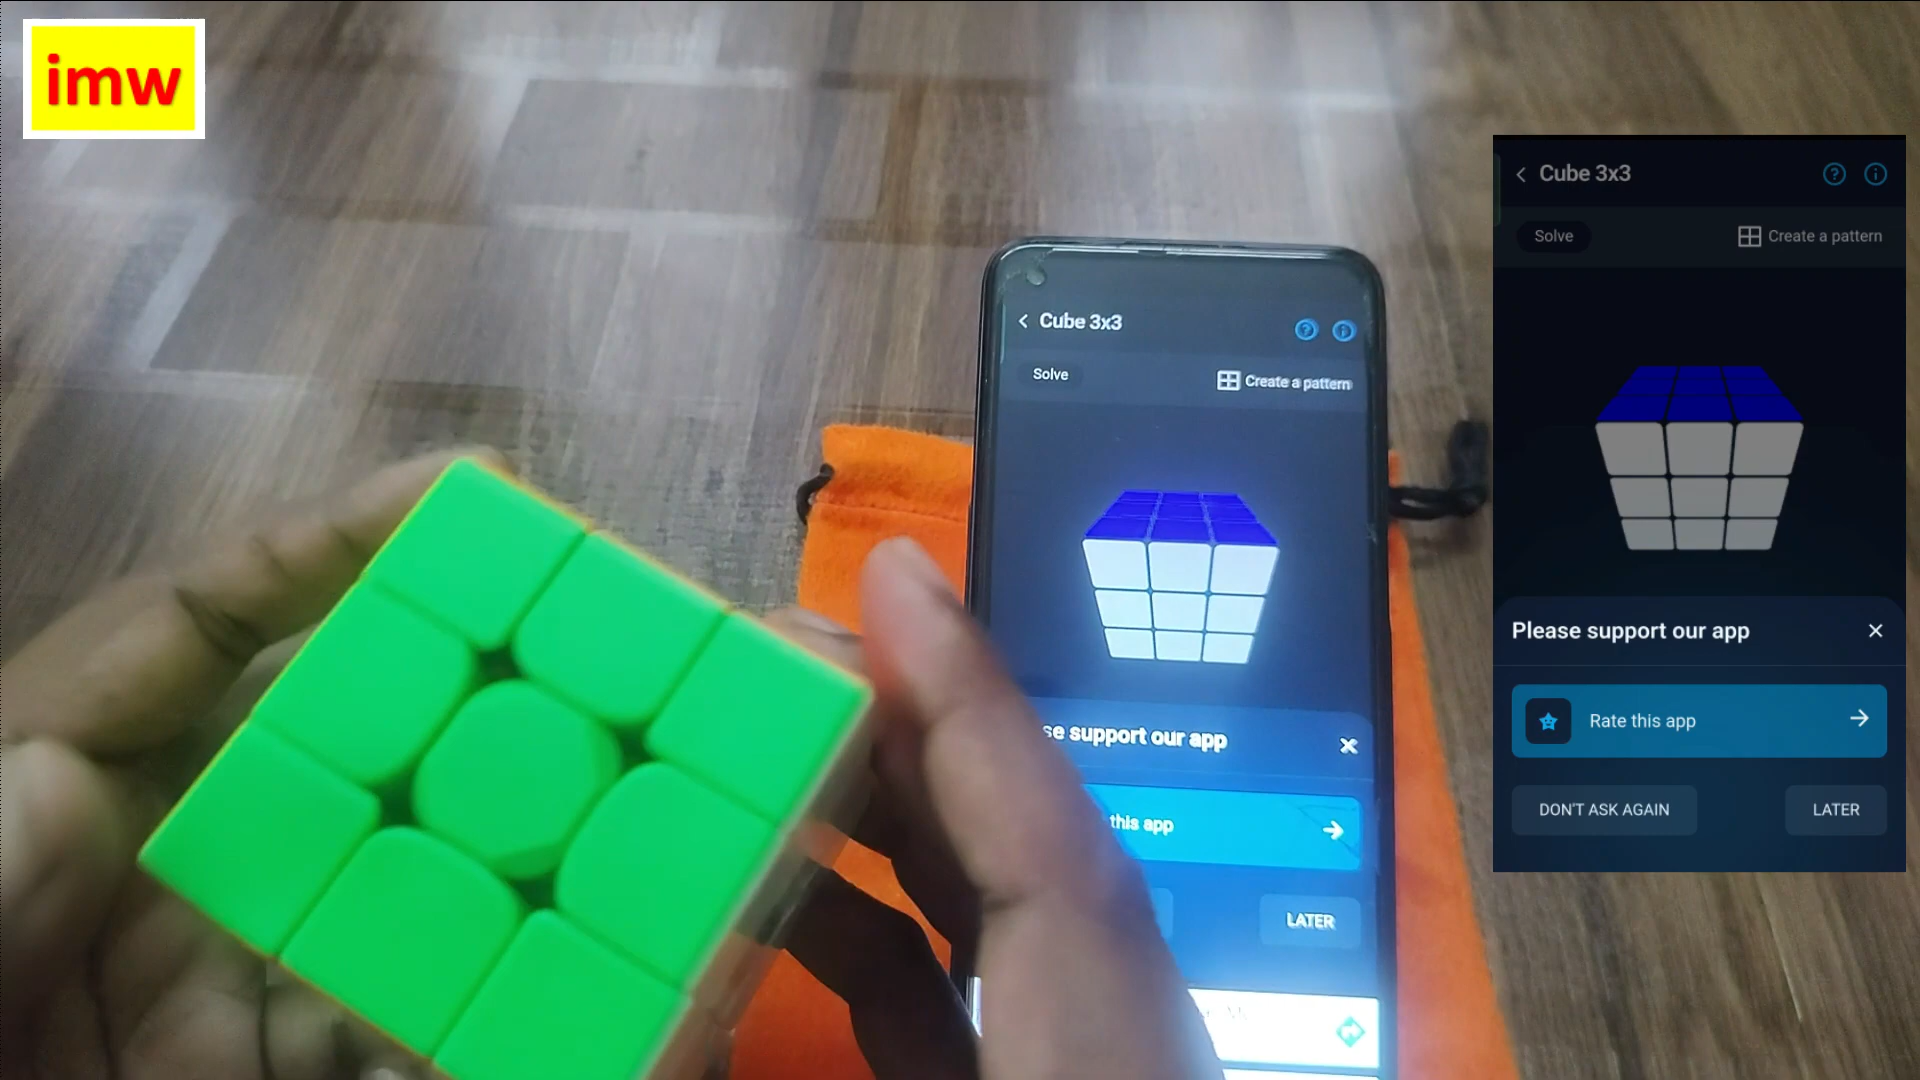 imw
Cube 3x3
Solve
Create a pattern
se support our app
this app
LATER
Cube 3x3
Solve
Create a pattern
Please support our app
Rate this app
DON'T ASK AGAIN
LATER